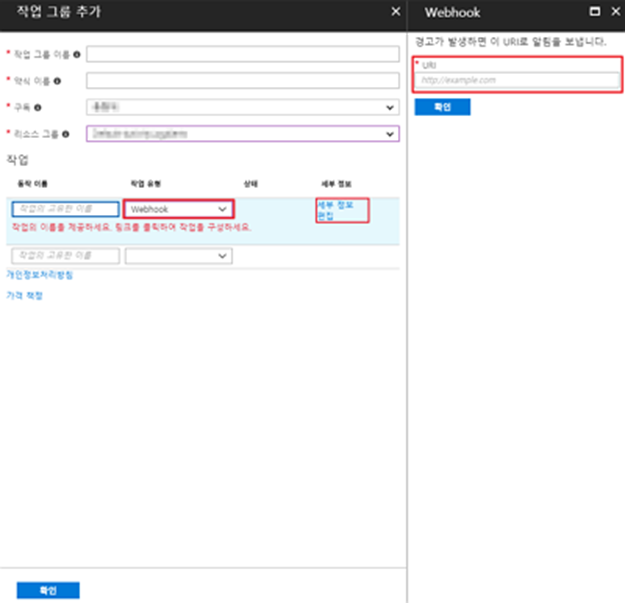 작업 그룹 추가
* 작업 그룹 이름
* 약식 이름
* 구독
* 리소스 그룹
작업
동작 이름 작업 유형 상태 세부 정보
작업의 고유한 이름 Webhook 세부 정보
편집
작업의 이름을 제공하세요. 링크를 클릭하여 작업을 구성하세요.
작업의 고유한 이름
개인정보처리방침
가격 책정
확인
Webhook
경고가 발생하면 이 URI로 알림을 보냅니다.
* URI
http://example.com
확인